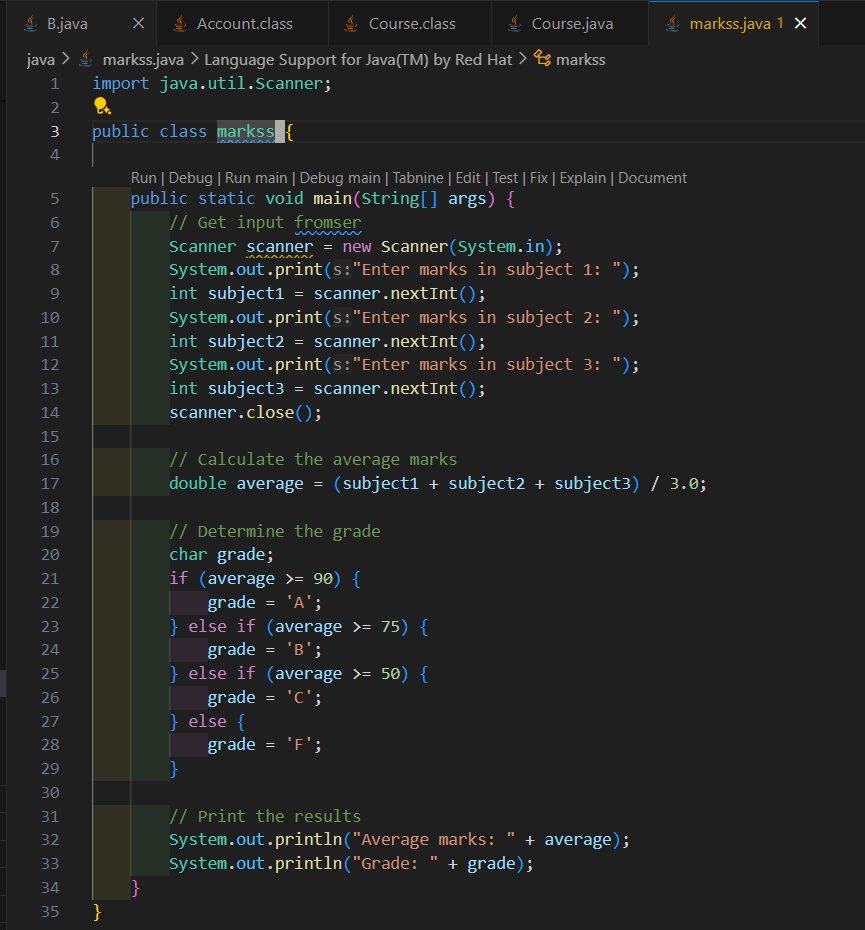 B.java Account.class Course.class Course.java markss.java 1
java > markss.java > Language Support for Java(TM) by Red Hat > markss
1 import java.util.Scanner;
2
3 public class markss {
4
Run | Debug | Run main | Debug main | Tabnine | Edit | Test | Fix | Explain | Document
5 public static void main(String[] args) {
6 // Get input fromser
7 Scanner scanner = new Scanner(System.in);
8 System.out.print(s:"Enter marks in subject 1: ");
9 int subject1 = scanner.nextInt();
10 System.out.print(s:"Enter marks in subject 2: ");
11 int subject2 = scanner.nextInt();
12 System.out.print(s:"Enter marks in subject 3: ");
13 int subject3 = scanner.nextInt();
14 scanner.close();
15
16 // Calculate the average marks
17 double average = (subject1 + subject2 + subject3) / 3.0;
18
19 // Determine the grade
20 char grade;
21 if (average >= 90) {
22 grade = 'A';
23 } else if (average >= 75) {
24 grade = 'B';
25 } else if (average >= 50) {
26 grade = 'C';
27 } else {
28 grade = 'F';
29 }
30
31 // Print the results
32 System.out.println("Average marks: " + average);
33 System.out.println("Grade: " + grade);
34 }
35 }